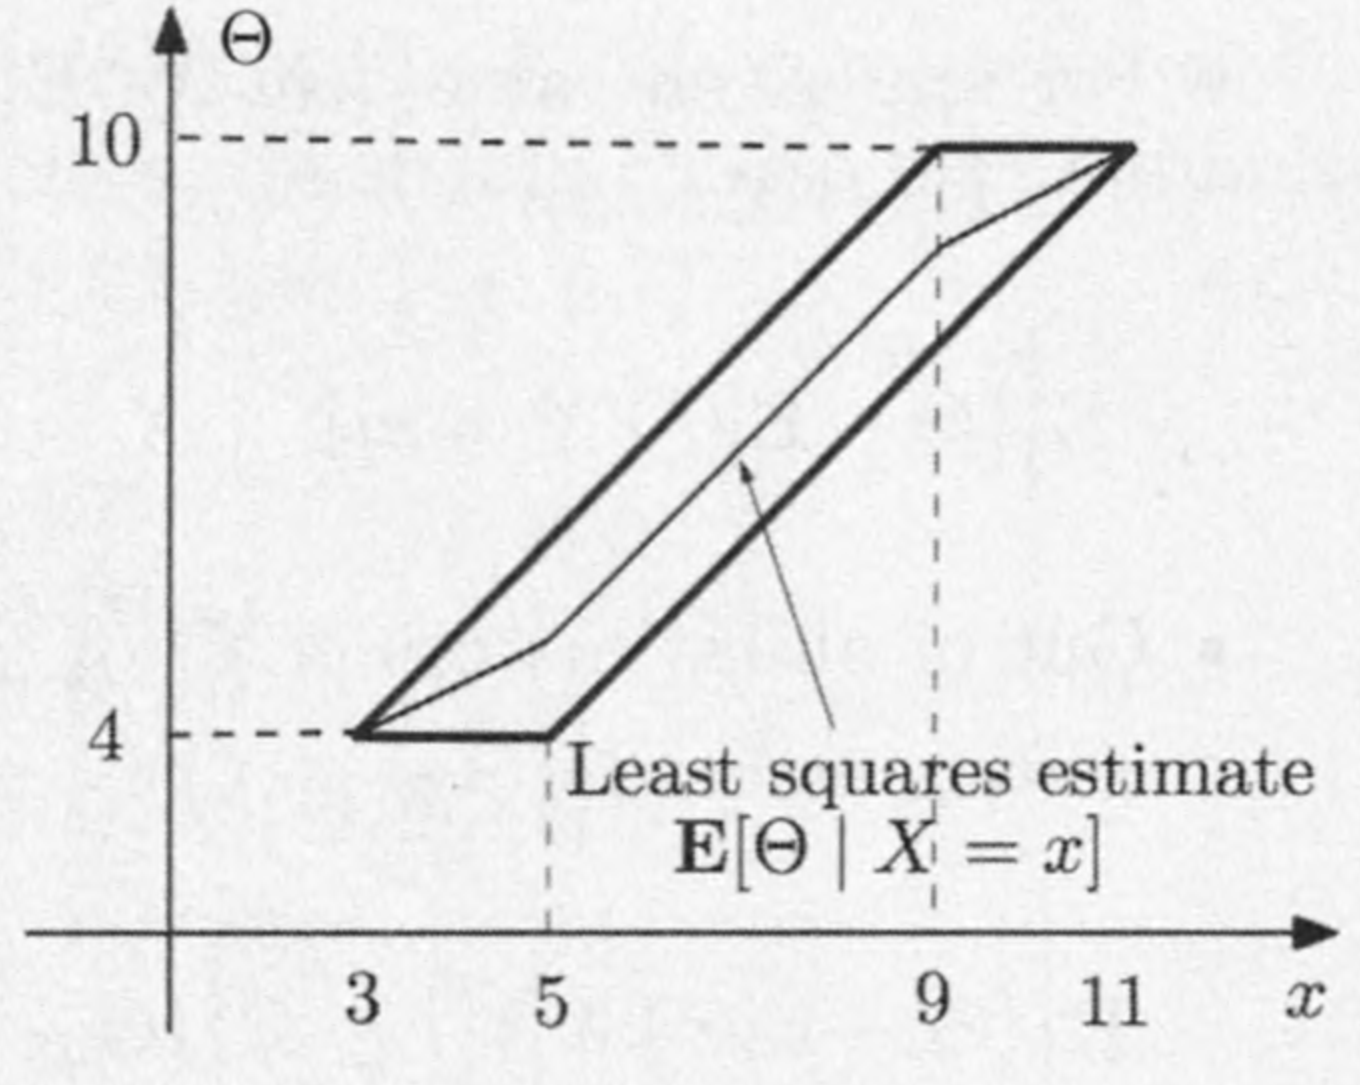 Θ
10
4
Least squares estimate
E[Θ | X = x]
3 5 9 11 x